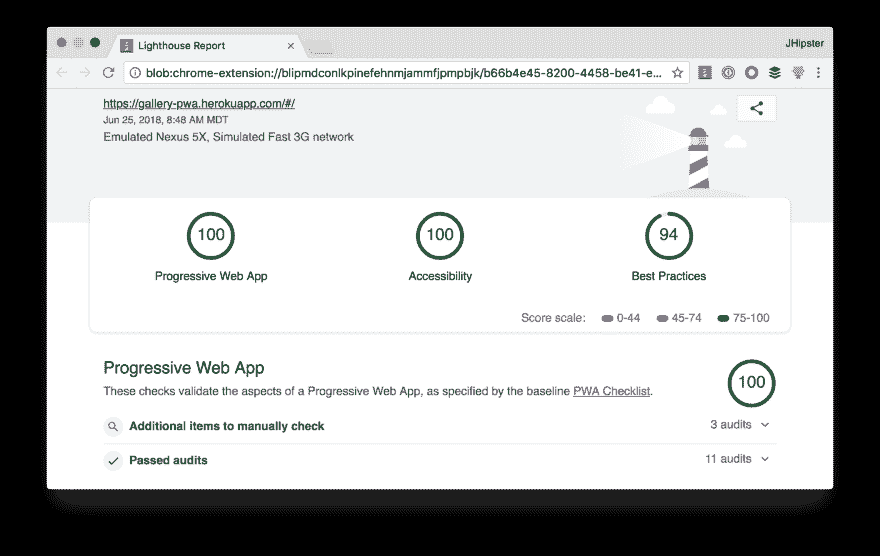 Lighthouse Report
JHipster
blob:chrome-extension://blipmdconlkpinefehnmjammfjpmpbjk/b66b4e45-8200-4458-be41-e...
https://gallery-pwa.herokuapp.com/#/
Jun 25, 2018, 8:48 AM MDT
Emulated Nexus 5X, Simulated Fast 3G network
100 100 94
Progressive Web App Accessibility Best Practices
Score scale: 0-44 45-74 75-100
Progressive Web App
100
These checks validate the aspects of a Progressive Web App, as specified by the baseline PWA Checklist.
Additional items to manually check 3 audits
Passed audits 11 audits